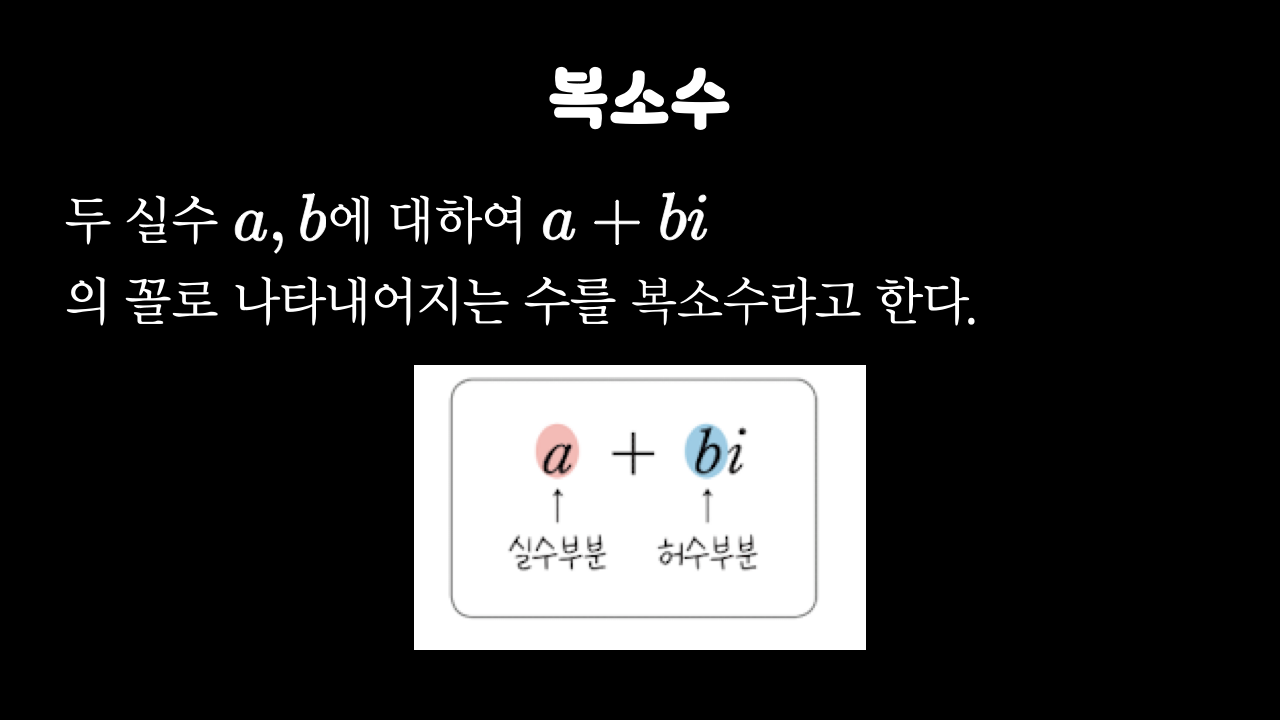 복소수
두 실수 a, b에 대하여 a + bi
의 꼴로 나타내어지는 수를 복소수라고 한다.
a + bi
↑ ↑
실수부분 허수부분